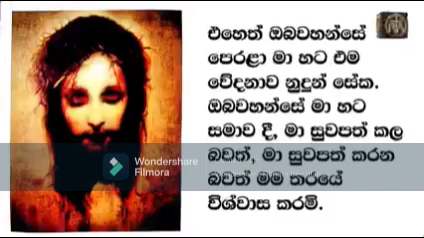 එහෙත් ඔබවහන්සේ
පෙරළා මා හට එම
වේදනාව නුදුන් සේක.
ඔබවහන්සේ මා හට
සමාව දී, මා සුවපත් කල
බවත්, මා සුවපත් කරන
බවත් මම තරයේ
විශ්වාස කරමි.
Wondershare
Filmora